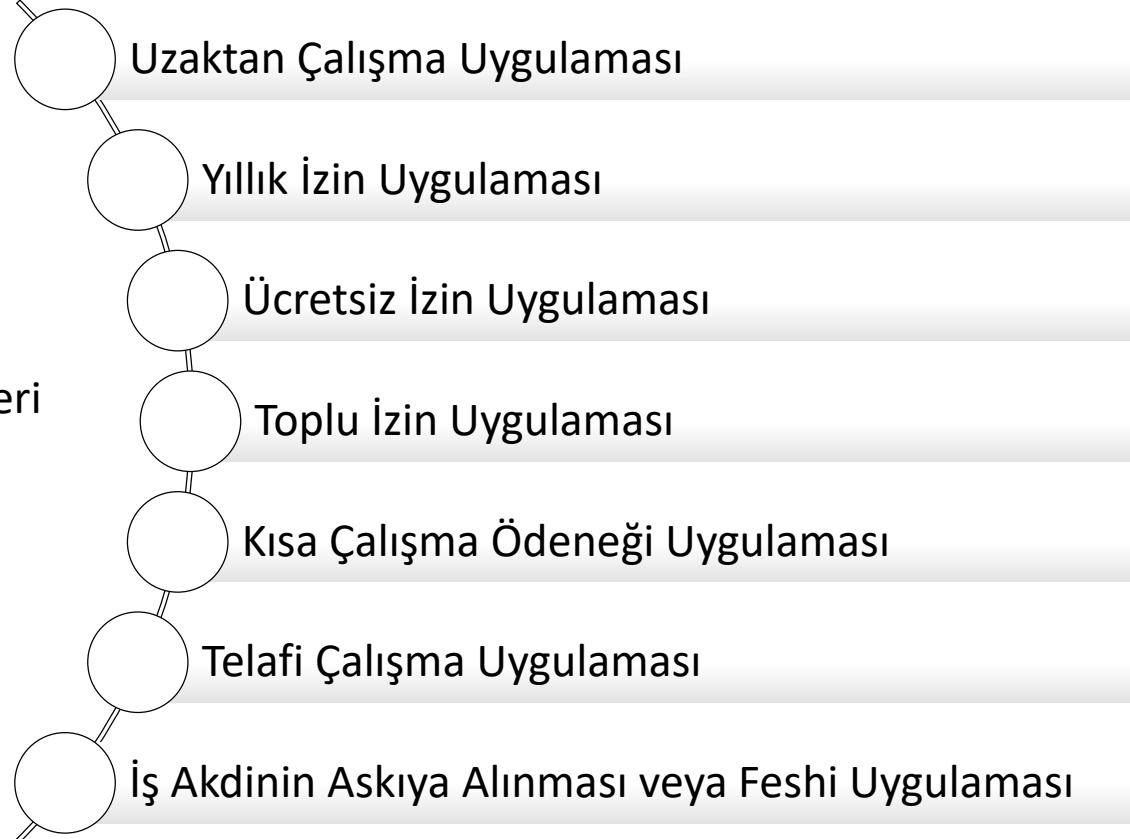 Uzaktan Çalışma Uygulaması
Yıllık İzin Uygulaması
Ücretsiz İzin Uygulaması
eri
Toplu İzin Uygulaması
Kısa Çalışma Ödeneği Uygulaması
Telafi Çalışma Uygulaması
İş Akdinin Askıya Alınması veya Feshi Uygulaması